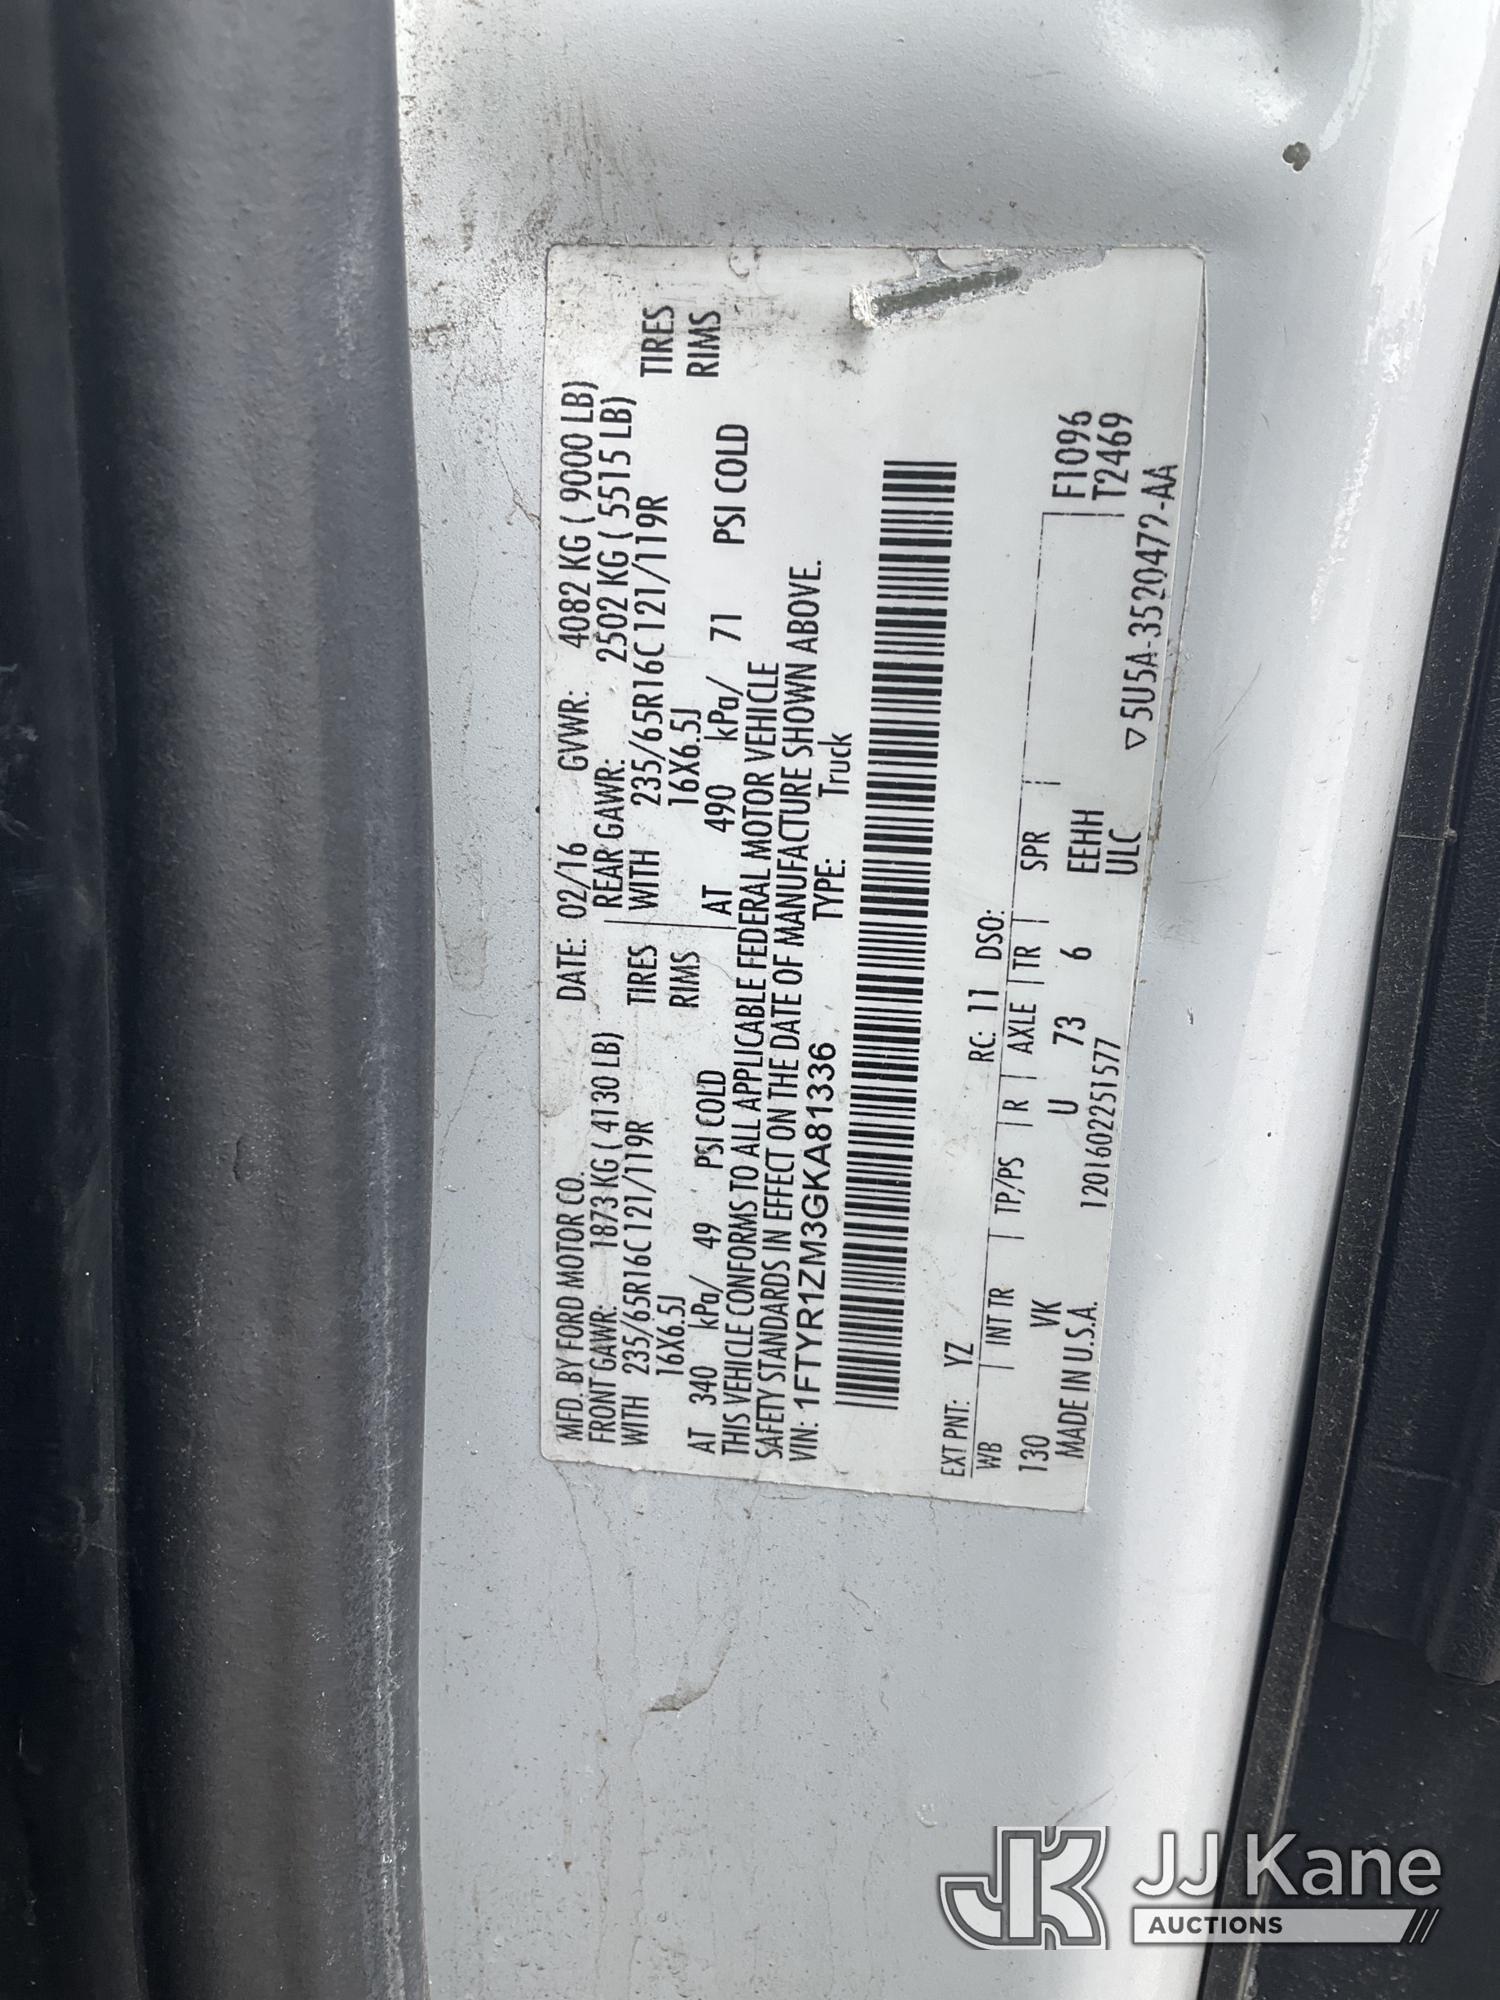 MFD. BY FORD MOTOR CO. DATE: 02/16 GVWR: 4082 KG ( 9000 LB)
FRONT GAWR: 1873 KG ( 4130 LB) REAR GAWR: 2502 KG ( 5515 LB)
WITH 235/65R16C 121/119R TIRES WITH 235/65R16C 121/119R TIRES
16X6.5J RIMS 16X6.5J RIMS
AT 340 kPa/ 49 PSI COLD AT 490 kPa/ 71 PSI COLD
THIS VEHICLE CONFORMS TO ALL APPLICABLE FEDERAL MOTOR VEHICLE
SAFETY STANDARDS IN EFFECT ON THE DATE OF MANUFACTURE SHOWN ABOVE.
VIN: 1FTYR1ZM3GKA81336 TYPE: Truck
EXT PNT: YZ RC: 11 DSO:
WB INT TR TP/PS R AXLE TR SPR
130 VK U 73 6 EEHH F1096
MADE IN U.S.A. 1201602251577 ULC T2469
▽ 5U5A-3520472-AA
JJ Kane
AUCTIONS